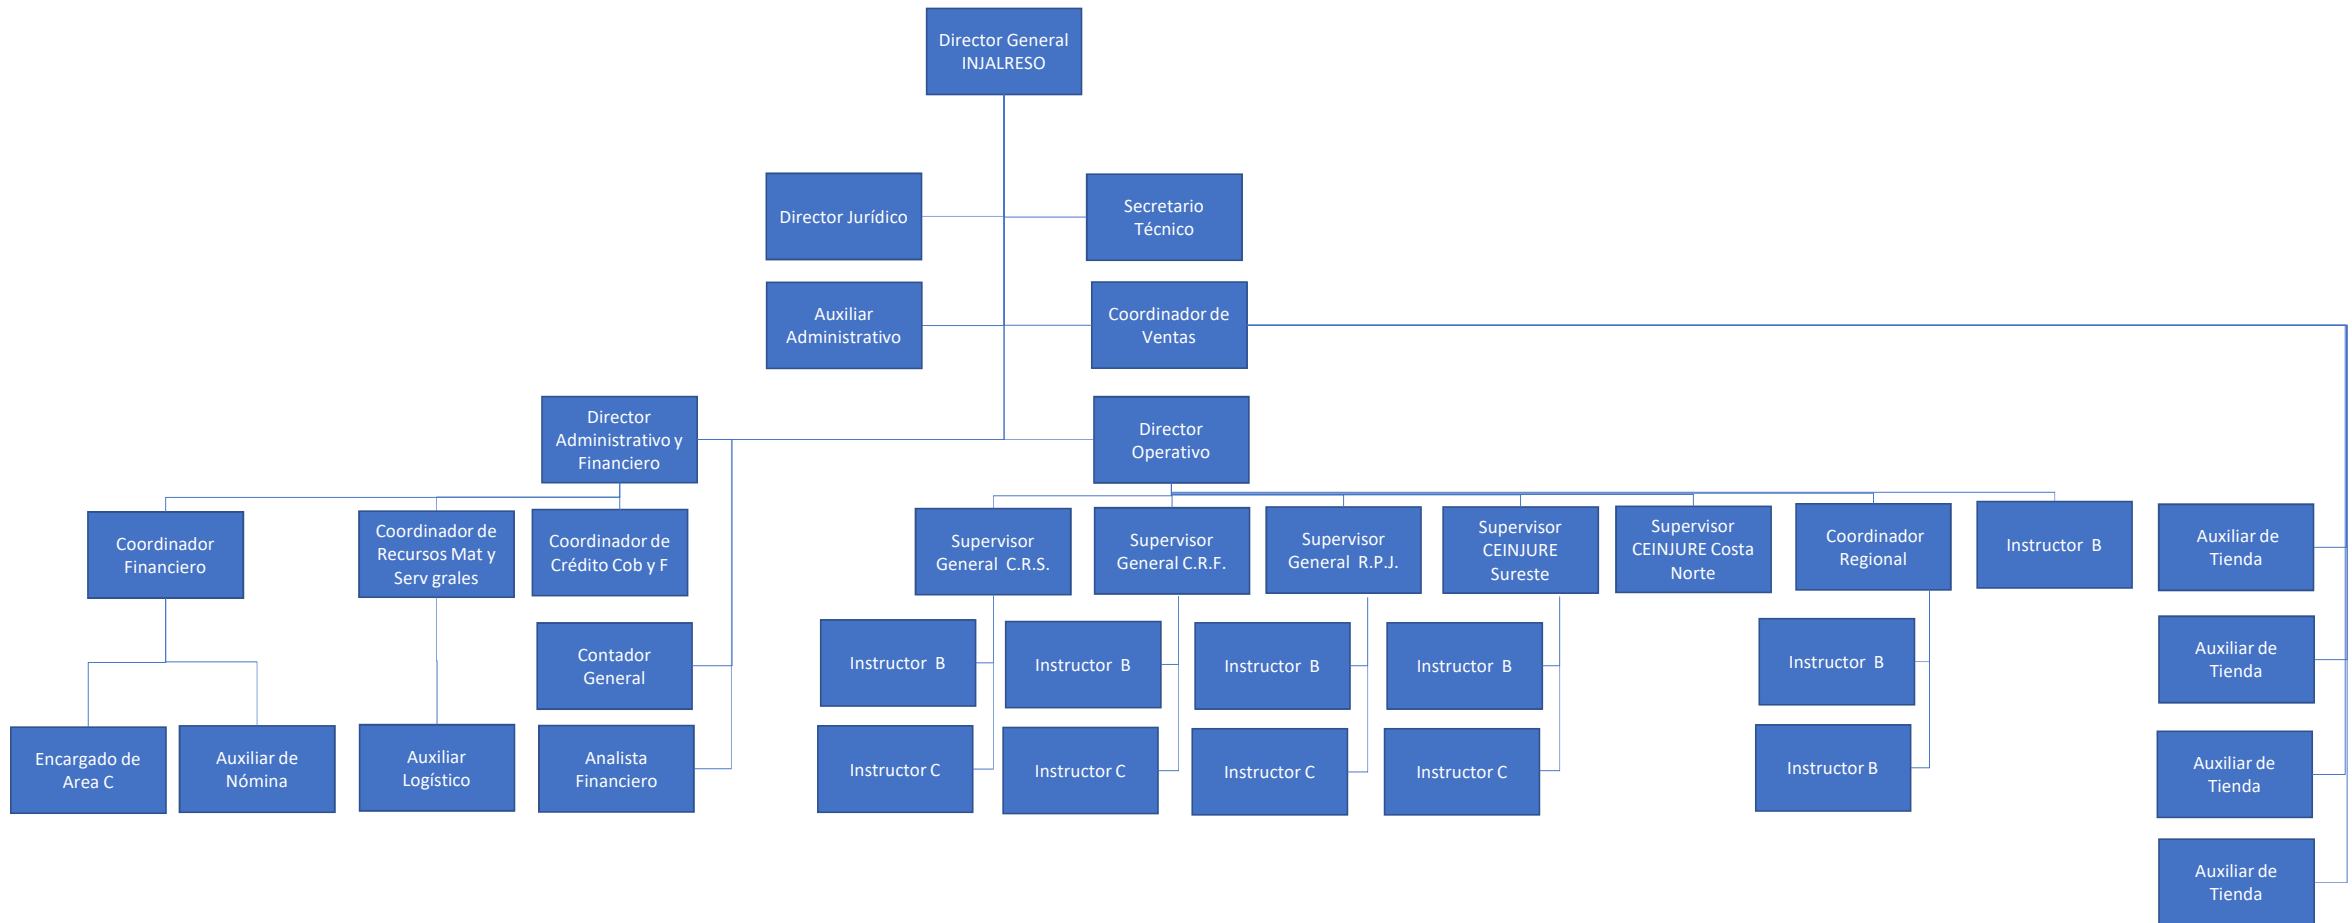 Director General
INJALRESO
Director Jurídico
Secretario
Técnico
Auxiliar
Administrativo
Coordinador de
Ventas
Director
Administrativo y
Financiero
Director
Operativo
Coordinador
Financiero
Coordinador de
Recursos Mat y
Serv grales
Coordinador de
Crédito Cob y F
Supervisor
General C.R.S.
Supervisor
General C.R.F.
Supervisor
General R.P.J.
Supervisor
CEINJURE
Sureste
Supervisor
CEINJURE Costa
Norte
Coordinador
Regional
Instructor B
Auxiliar de
Tienda
Contador
General
Instructor B
Instructor B
Instructor B
Instructor B
Instructor B
Auxiliar de
Tienda
Encargado de
Area C
Auxiliar de
Nómina
Auxiliar
Logístico
Analista
Financiero
Instructor C
Instructor C
Instructor C
Instructor C
Instructor B
Auxiliar de
Tienda
Auxiliar de
Tienda